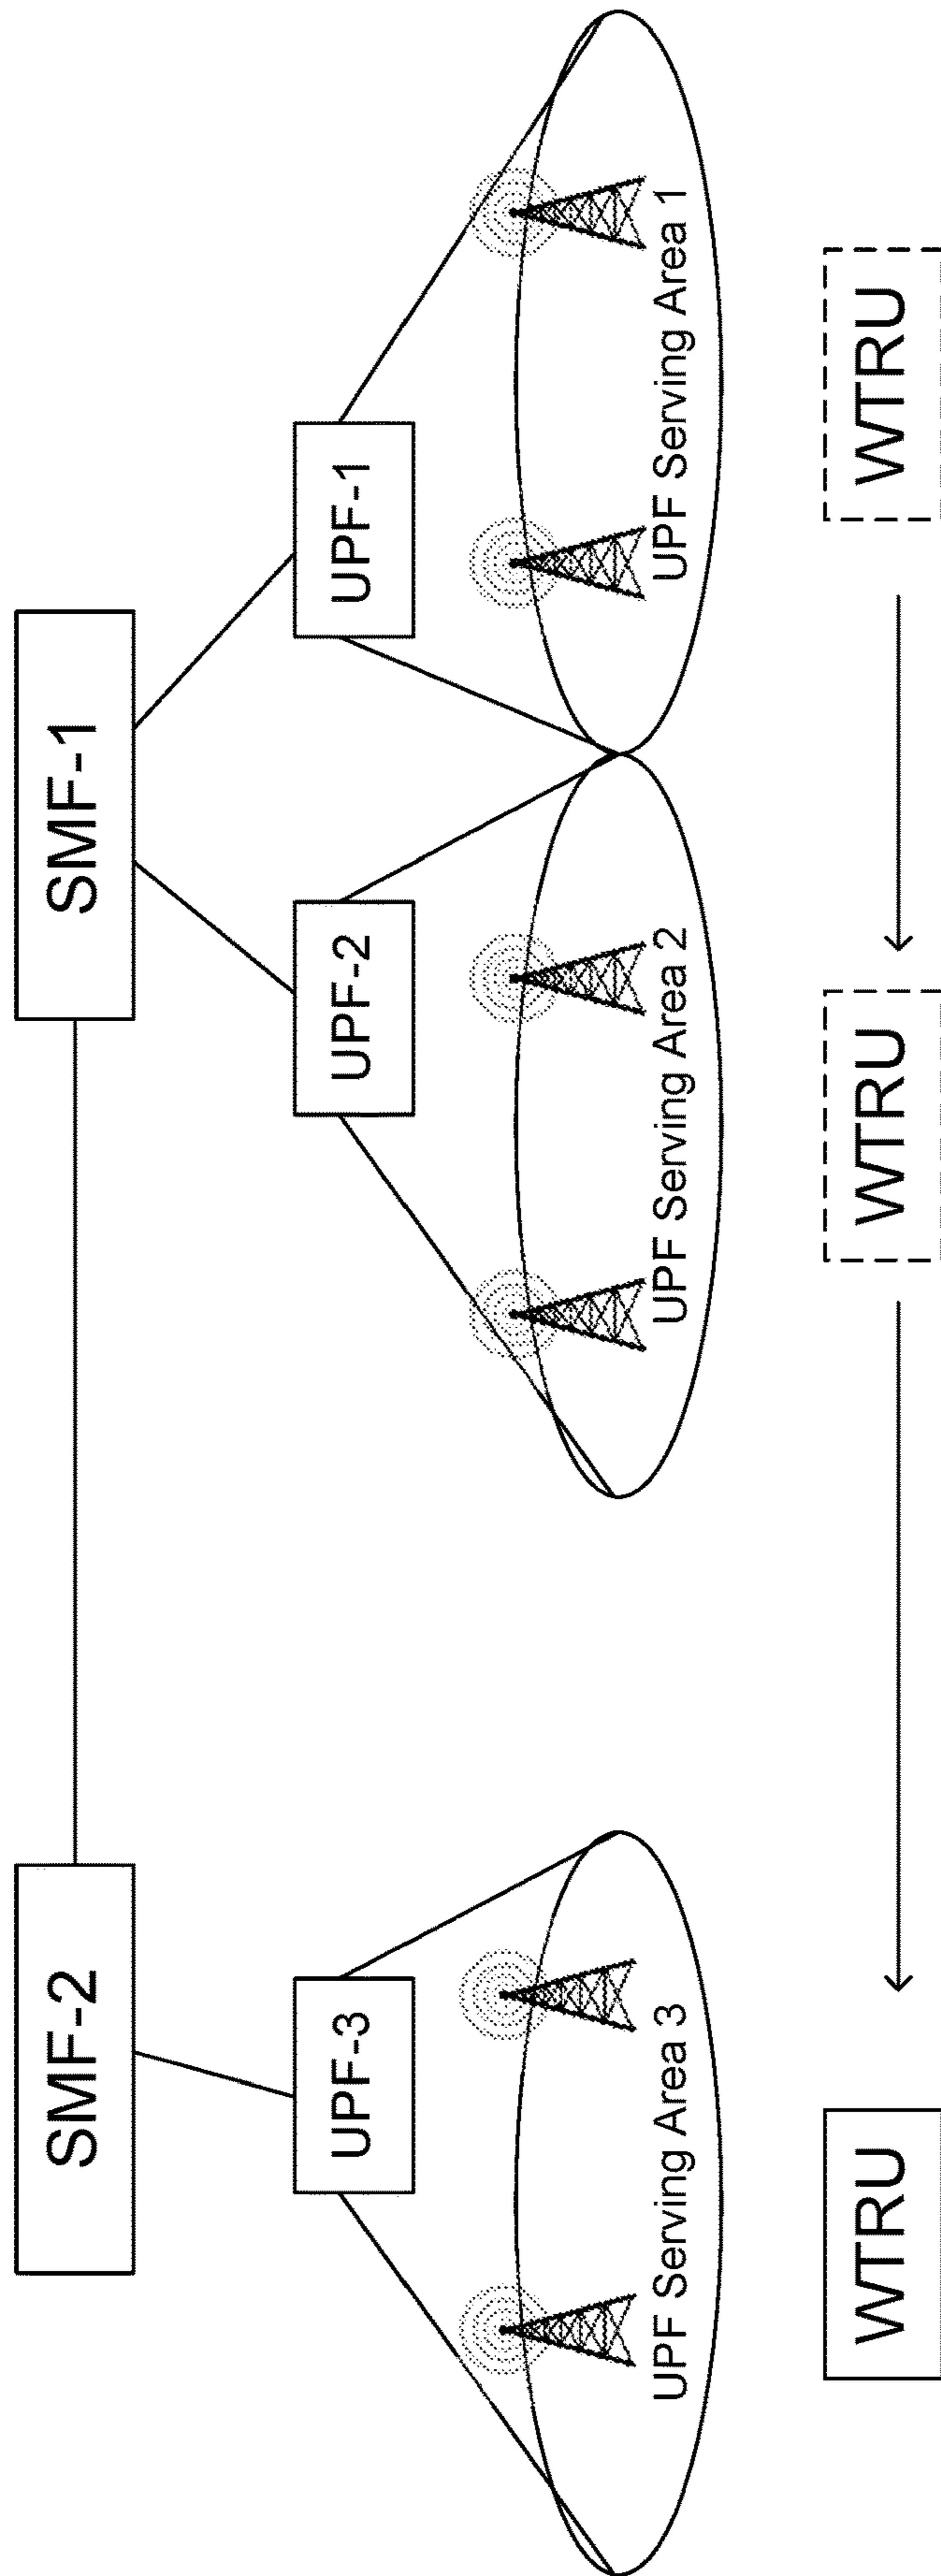 SMF-2
SMF-1
UPF-3
UPF-2
UPF-1
UPF Serving Area 3
UPF Serving Area 2
UPF Serving Area 1
WTRU
WTRU
WTRU